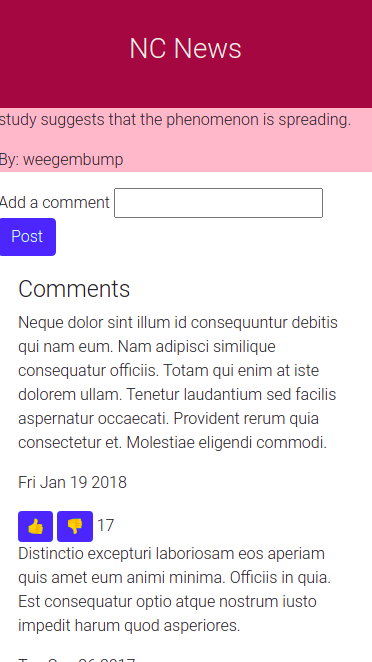 NC News
study suggests that the phenomenon is spreading.
By: weegembump
Add a comment
Post
Comments
Neque dolor sint illum id consequuntur debitis
qui nam eum. Nam adipisci similique
consequatur officiis. Totam qui enim at iste
dolorem ullam. Tenetur laudantium sed facilis
aspernatur occaecati. Provident rerum quia
consectetur et. Molestiae eligendi commodi.
Fri Jan 19 2018
17
Distinctio excepturi laboriosam eos aperiam
quis amet eum animi minima. Officiis in quia.
Est consequatur optio atque nostrum iusto
impedit harum quod asperiores.